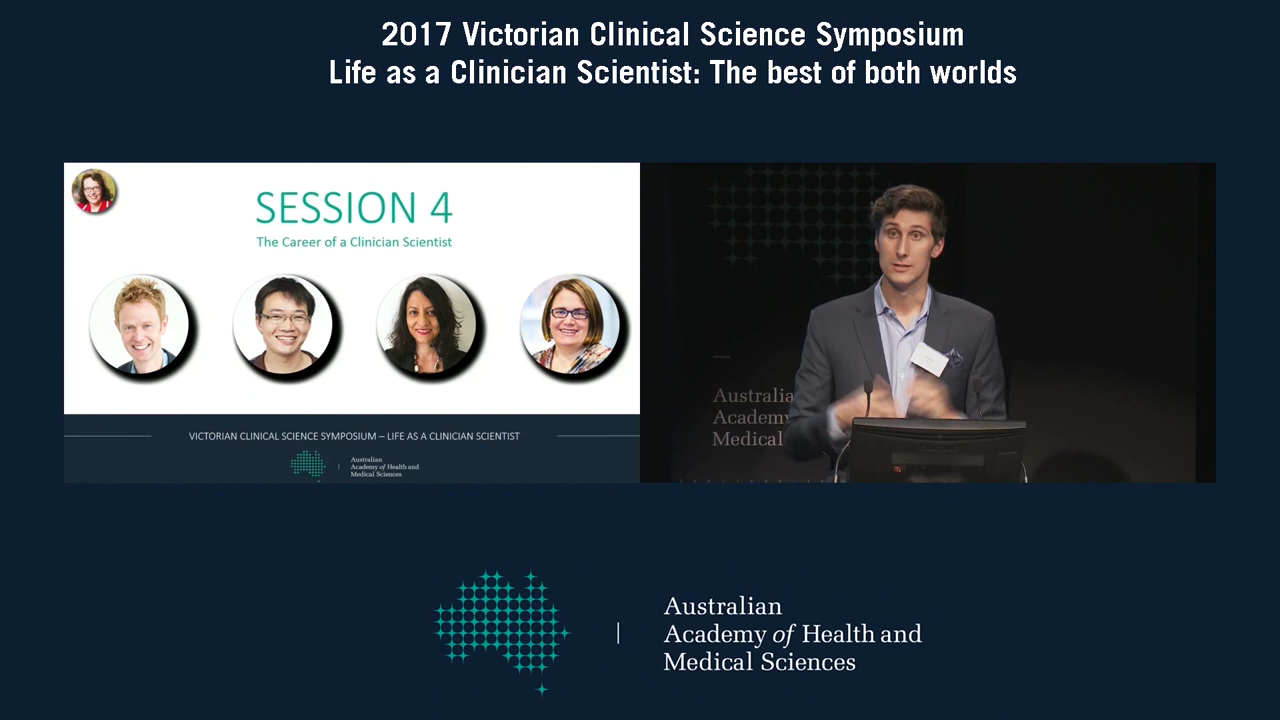 2017 Victorian Clinical Science Symposium
Life as a Clinician Scientist: The best of both worlds
SESSION 4
The Career of a Clinician Scientist
VICTORIAN CLINICAL SCIENCE SYMPOSIUM – LIFE AS A CLINICIAN SCIENTIST
Australian
Academy of Health and
Medical Sciences
Australia
Academy
Medical
Australian
Academy of Health and
Medical Sciences